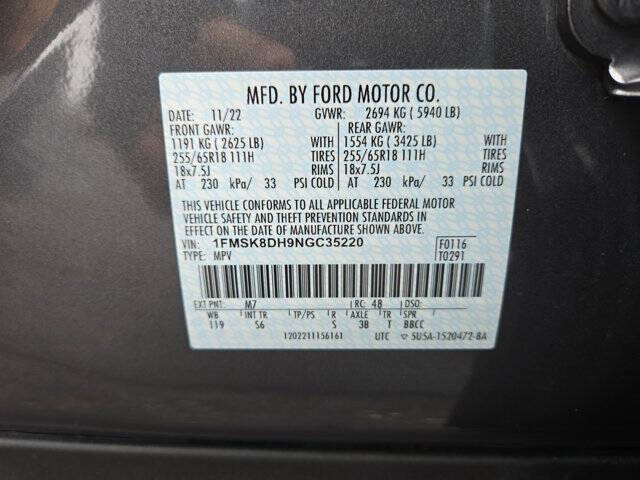 MFD. BY FORD MOTOR CO.
DATE: 11/22 GVWR: 2694 KG ( 5940 LB)
FRONT GAWR: REAR GAWR:
1191 KG ( 2625 LB) WITH 1554 KG ( 3425 LB) WITH
255/65R18 111H TIRES 255/65R18 111H TIRES
18x7.5J RIMS 18x7.5J RIMS
AT 230 kPa/ 33 PSI COLD AT 230 kPa/ 33 PSI COLD
THIS VEHICLE CONFORMS TO ALL APPLICABLE FEDERAL MOTOR
VEHICLE SAFETY AND THEFT PREVENTION STANDARDS IN
EFFECT ON THE DATE OF MANUFACTURE SHOWN ABOVE.
VIN: 1FMSK8DH9NGC35220 F0116
TYPE: MPV T0291
EXT PNT: M7 RC: 48 DSO:
WB INT TR TP/PS R AXLE TR SPR
119 S6 S 3B T BBCC
1202211156161 UTC 5U5A-1520472-BA